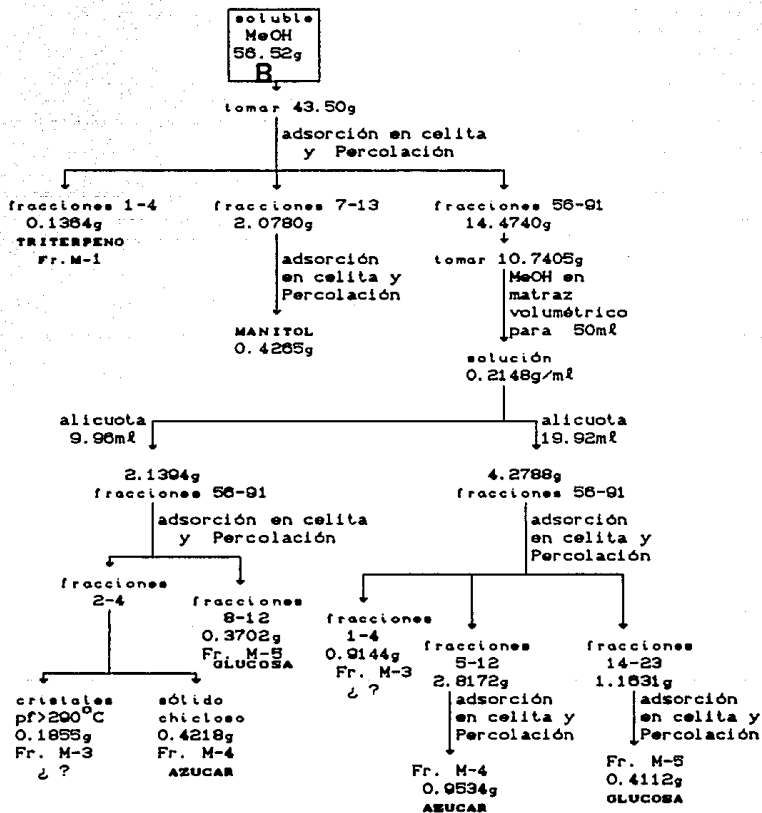 soluble
MeOH
56.52g
B
tomar 43.50g
adsorción en celita
y Percolación
fracciones 1-4
0.1364g
TRITERPENO
Fr.M-1
fracciones 7-13
2.0780g
adsorción
en celita y
Percolación
MANITOL
0.4265g
fracciones 56-91
14.4740g
tomar 10.7405g
MeOH en
matraz
volumétrico
para 50ml
solución
0.2148g/ml
alicuota
9.96ml
alicuota
19.92ml
2.1394g
fracciones 56-91
adsorción en celita
y Percolación
4.2788g
fracciones 56-91
adsorción
en celita y
Percolación
fracciones
2-4
fracciones
8-12
0.3702g
Fr. M-5
GLUCOSA
fracciones
1-4
0.9144g
Fr. M-3
¿ ?
fracciones
5-12
2.8172g
adsorción
en celita y
Percolación
fracciones
14-23
1.1631g
adsorción
en celita y
Percolación
cristales
pf>290°C
0.1855g
Fr. M-3
¿ ?
sólido
chicloso
0.4218g
Fr. M-4
AZUCAR
Fr. M-4
0.9534g
AZUCAR
Fr. M-5
0.4112g
GLUCOSA